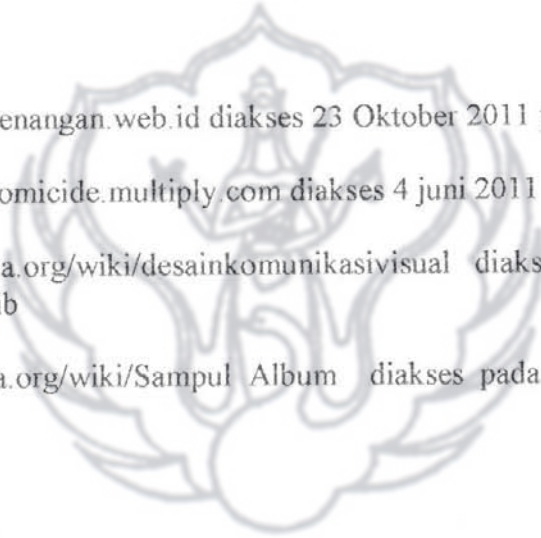 enangan.web.id diakses 23 Oktober 2011
omicide.multiply.com diakses 4 juni 2011
a.org/wiki/desainkomunikasivisual diaks
ib
a.org/wiki/Sampul Album diakses pada